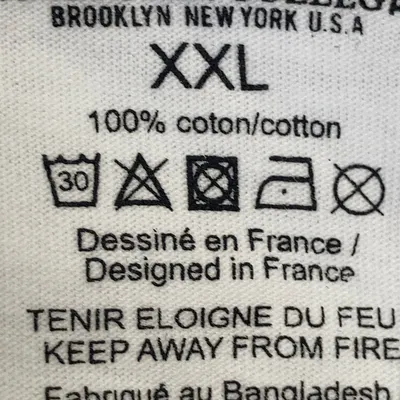 BROOKLYN NEW YORK U.S.A
XXL
100% coton/cotton
30
Dessiné en France /
Designed in France
TENIR ELOIGNE DU FEU
KEEP AWAY FROM FIRE
Fabriqué au Bangladesh